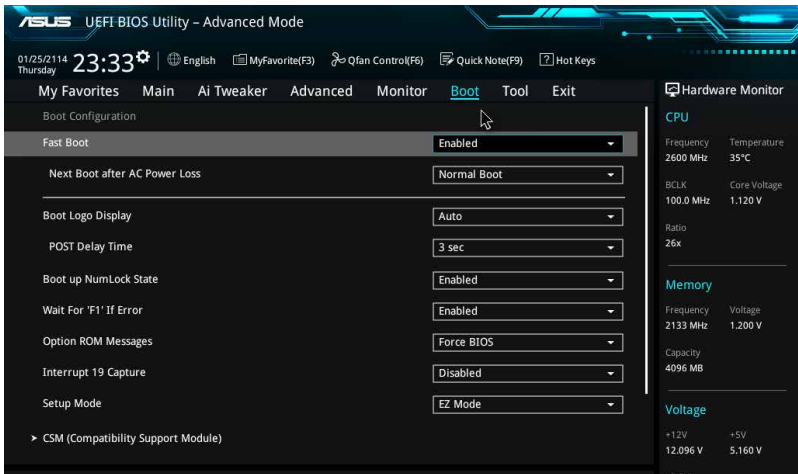 ASUS UEFI BIOS Utility – Advanced Mode
01/25/2114
Thursday
23:33
English
MyFavorite(F3)
Qfan Control(F6)
Quick Note(F9)
? Hot Keys
My Favorites Main Ai Tweaker Advanced Monitor Boot Tool Exit
Boot Configuration
Fast Boot Enabled
Next Boot after AC Power Loss Normal Boot
Boot Logo Display Auto
POST Delay Time 3 sec
Boot up NumLock State Enabled
Wait For 'F1' If Error Enabled
Option ROM Messages Force BIOS
Interrupt 19 Capture Disabled
Setup Mode EZ Mode
CSM (Compatibility Support Module)
Hardware Monitor
CPU
Frequency Temperature
2600 MHz 35°C
BCLK Core Voltage
100.0 MHz 1.120 V
Ratio
26x
Memory
Frequency Voltage
2133 MHz 1.200 V
Capacity
4096 MB
Voltage
+12V +5V
12.096 V 5.160 V